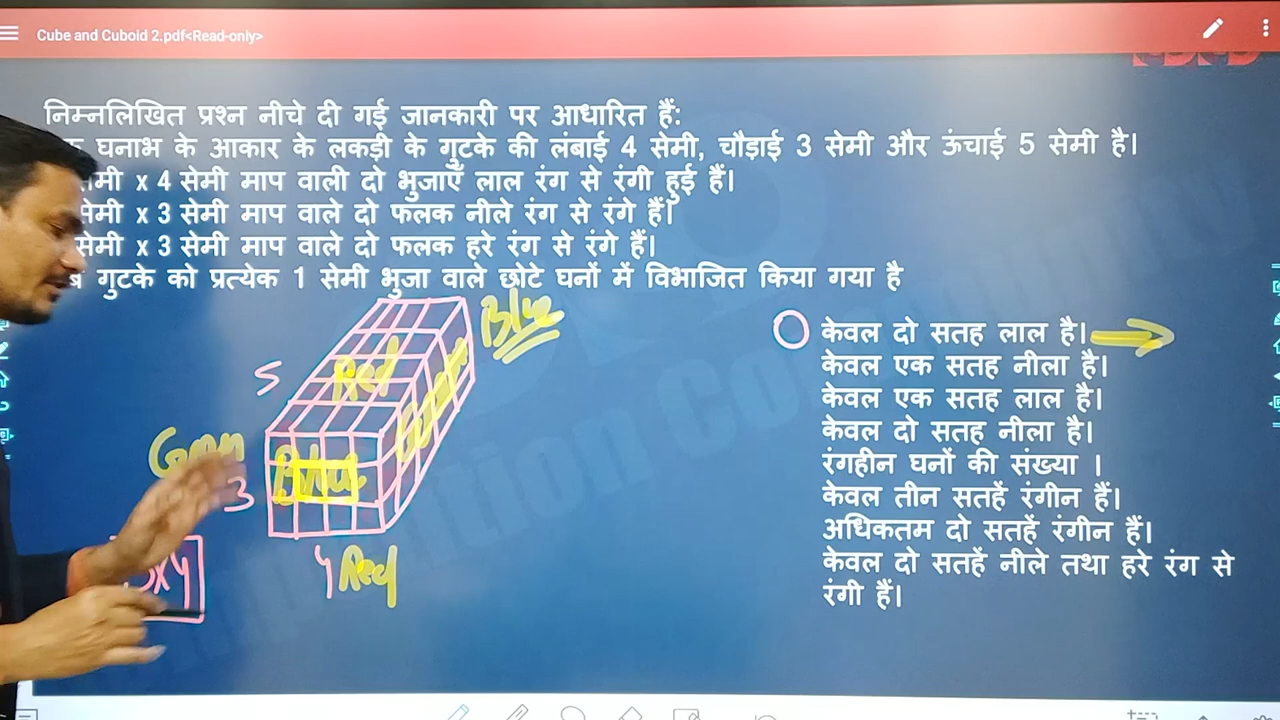 Cube and Cuboid 2.pdf<Read-only>
निम्नलिखित प्रश्न नीचे दी गई जानकारी पर आधारित हैं:
घनाभ के आकार के लकड़ी के गुटके की लंबाई 4 सेमी, चौड़ाई 3 सेमी और ऊंचाई 5 सेमी है।
सेमी x 4 सेमी माप वाली दो भुजाएँ लाल रंग से रंगी हुई हैं।
सेमी x 3 सेमी माप वाले दो फलक नीले रंग से रंगे हैं।
सेमी x 3 सेमी माप वाले दो फलक हरे रंग से रंगे हैं।
गुटके को प्रत्येक 1 सेमी भुजा वाले छोटे घनों में विभाजित किया गया है
Blue
केवल दो सतह लाल है।
केवल एक सतह नीला है।
केवल एक सतह लाल है।
केवल दो सतह नीला है।
रंगहीन घनों की संख्या ।
केवल तीन सतहें रंगीन हैं।
अधिकतम दो सतहें रंगीन हैं।
केवल दो सतहें नीले तथा हरे रंग से
रंगी हैं।
5
Red
Green
Blue
3
4
Red